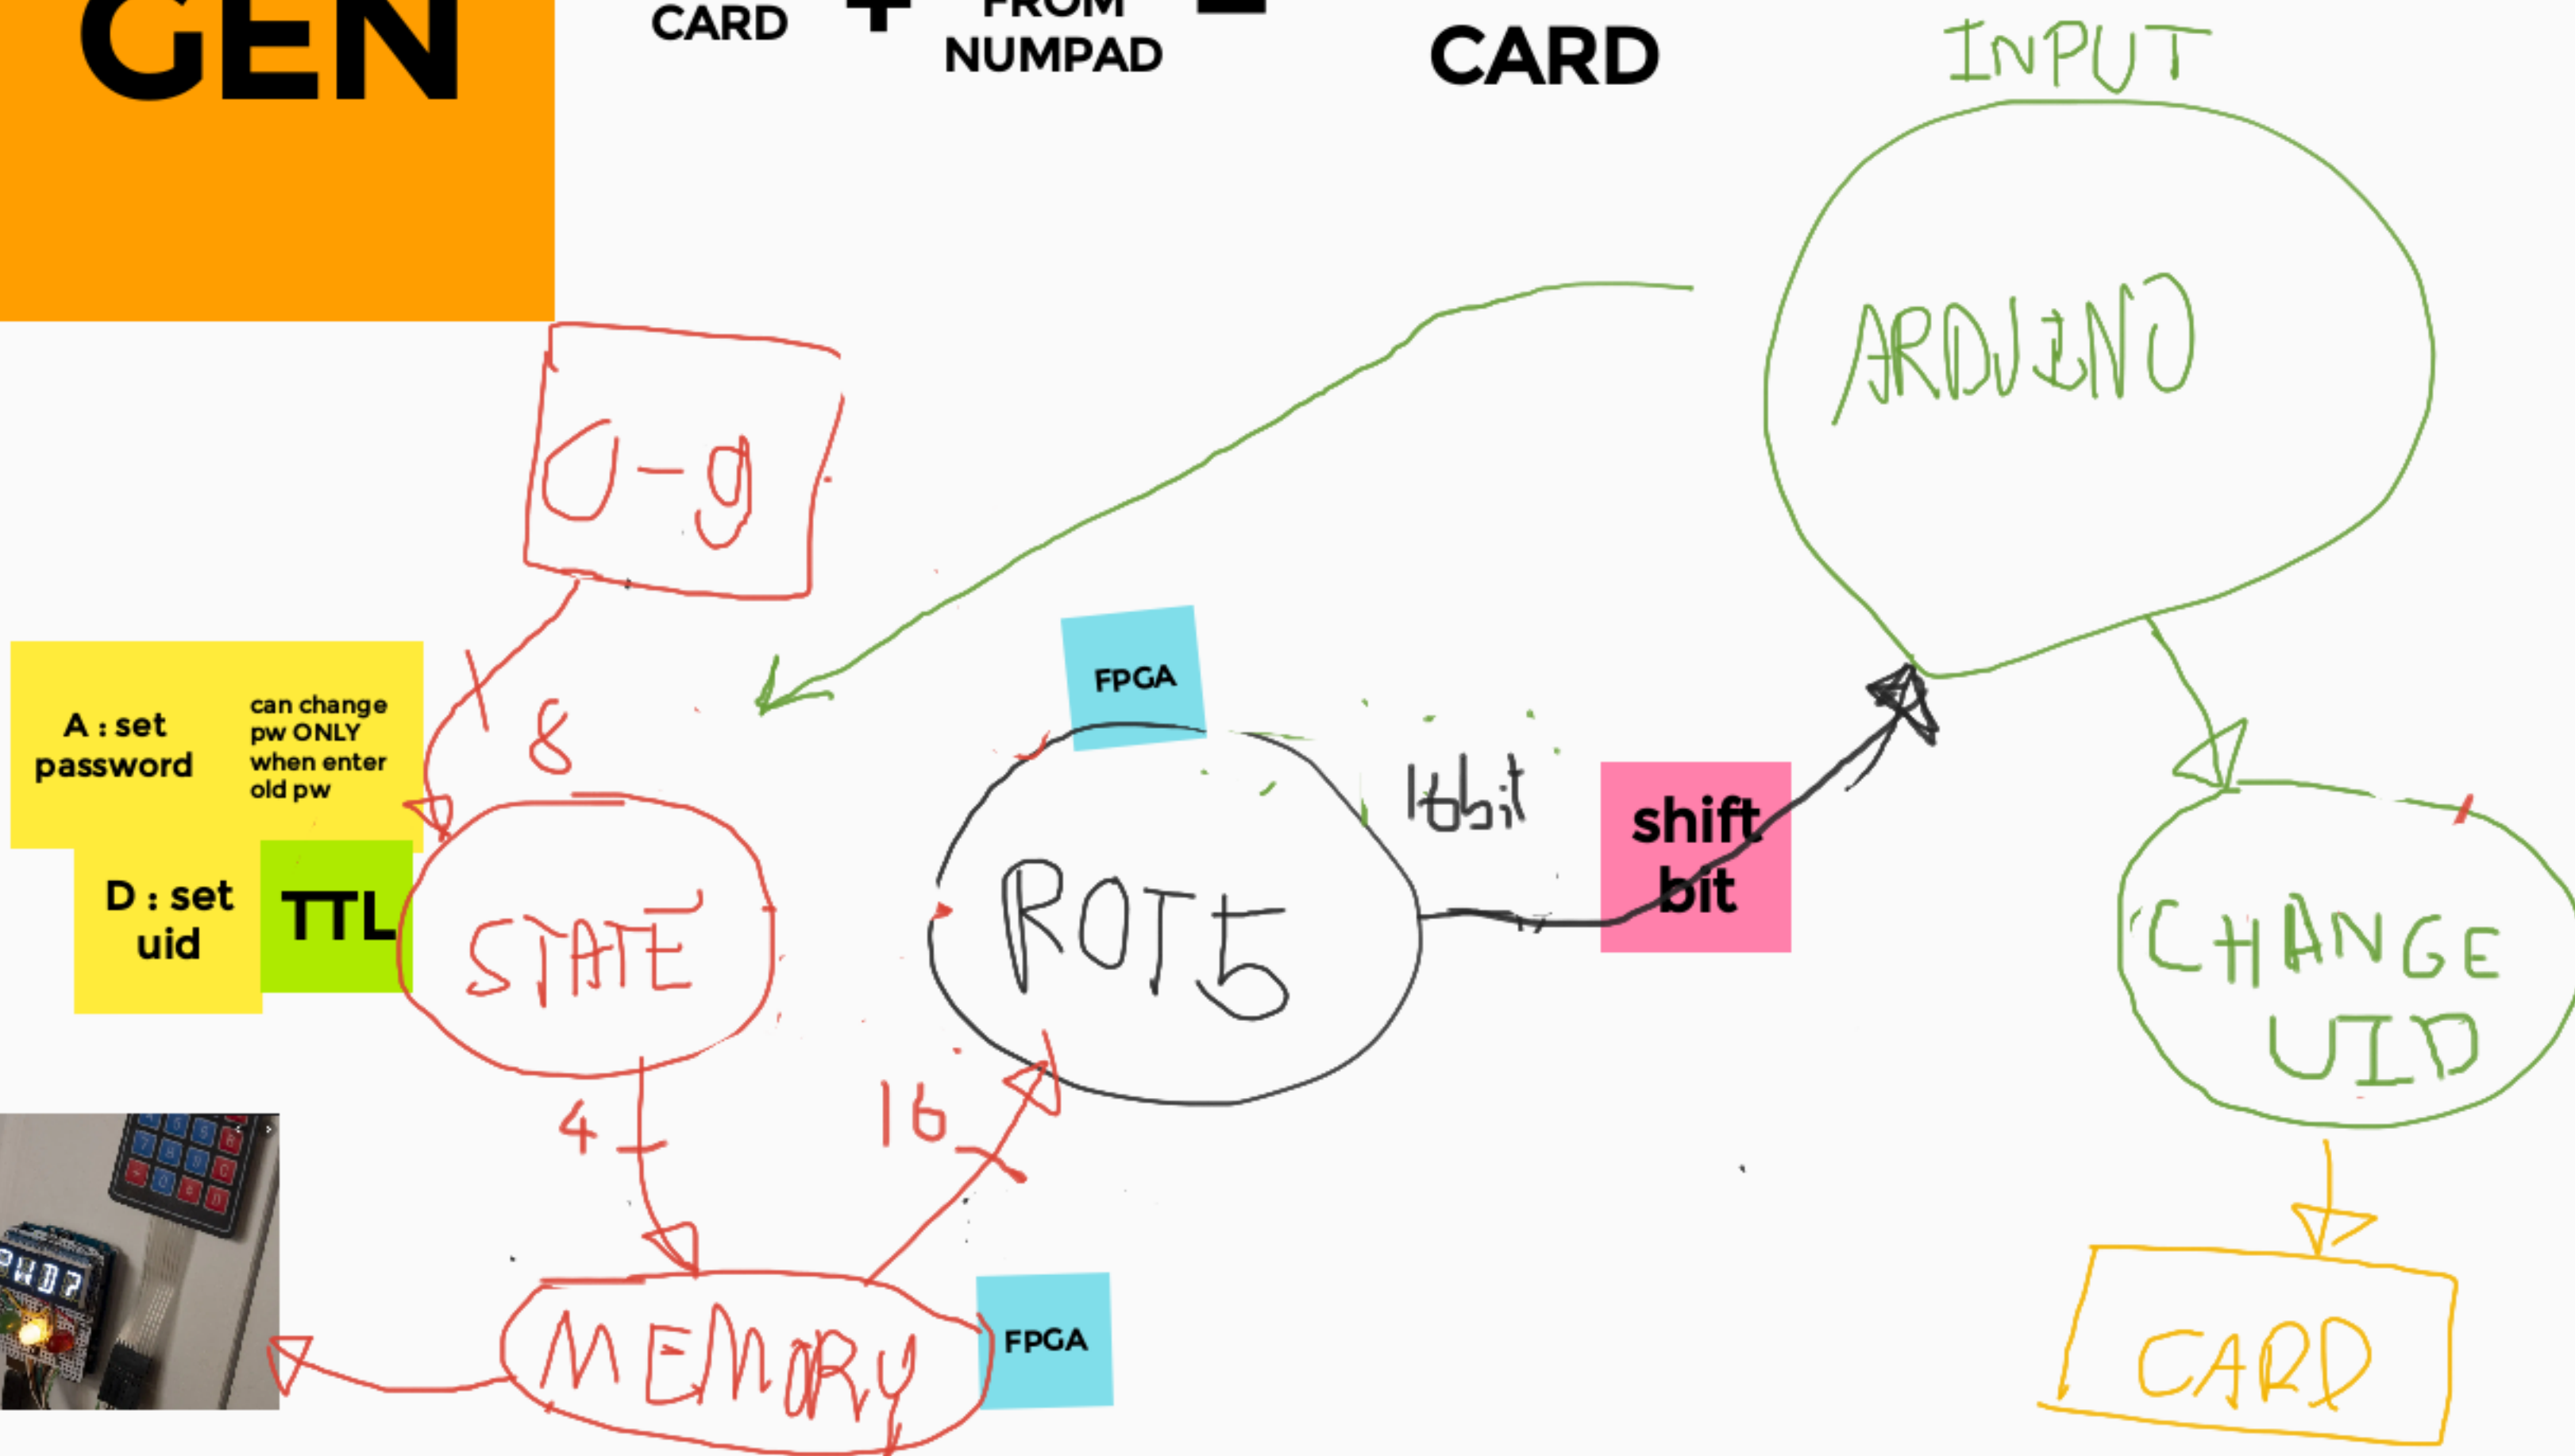 GEN
CARD
+
FROM
NUMPAD
CARD
INPUT
ARDUINO
0-9
8
FPGA
A : set
password
can change
pw ONLY
when enter
old pw
D : set
uid
TTL
STATE
ROT5
16bit
shift
bit
CHANGE
UID
4
16
MEMORY
FPGA
CARD